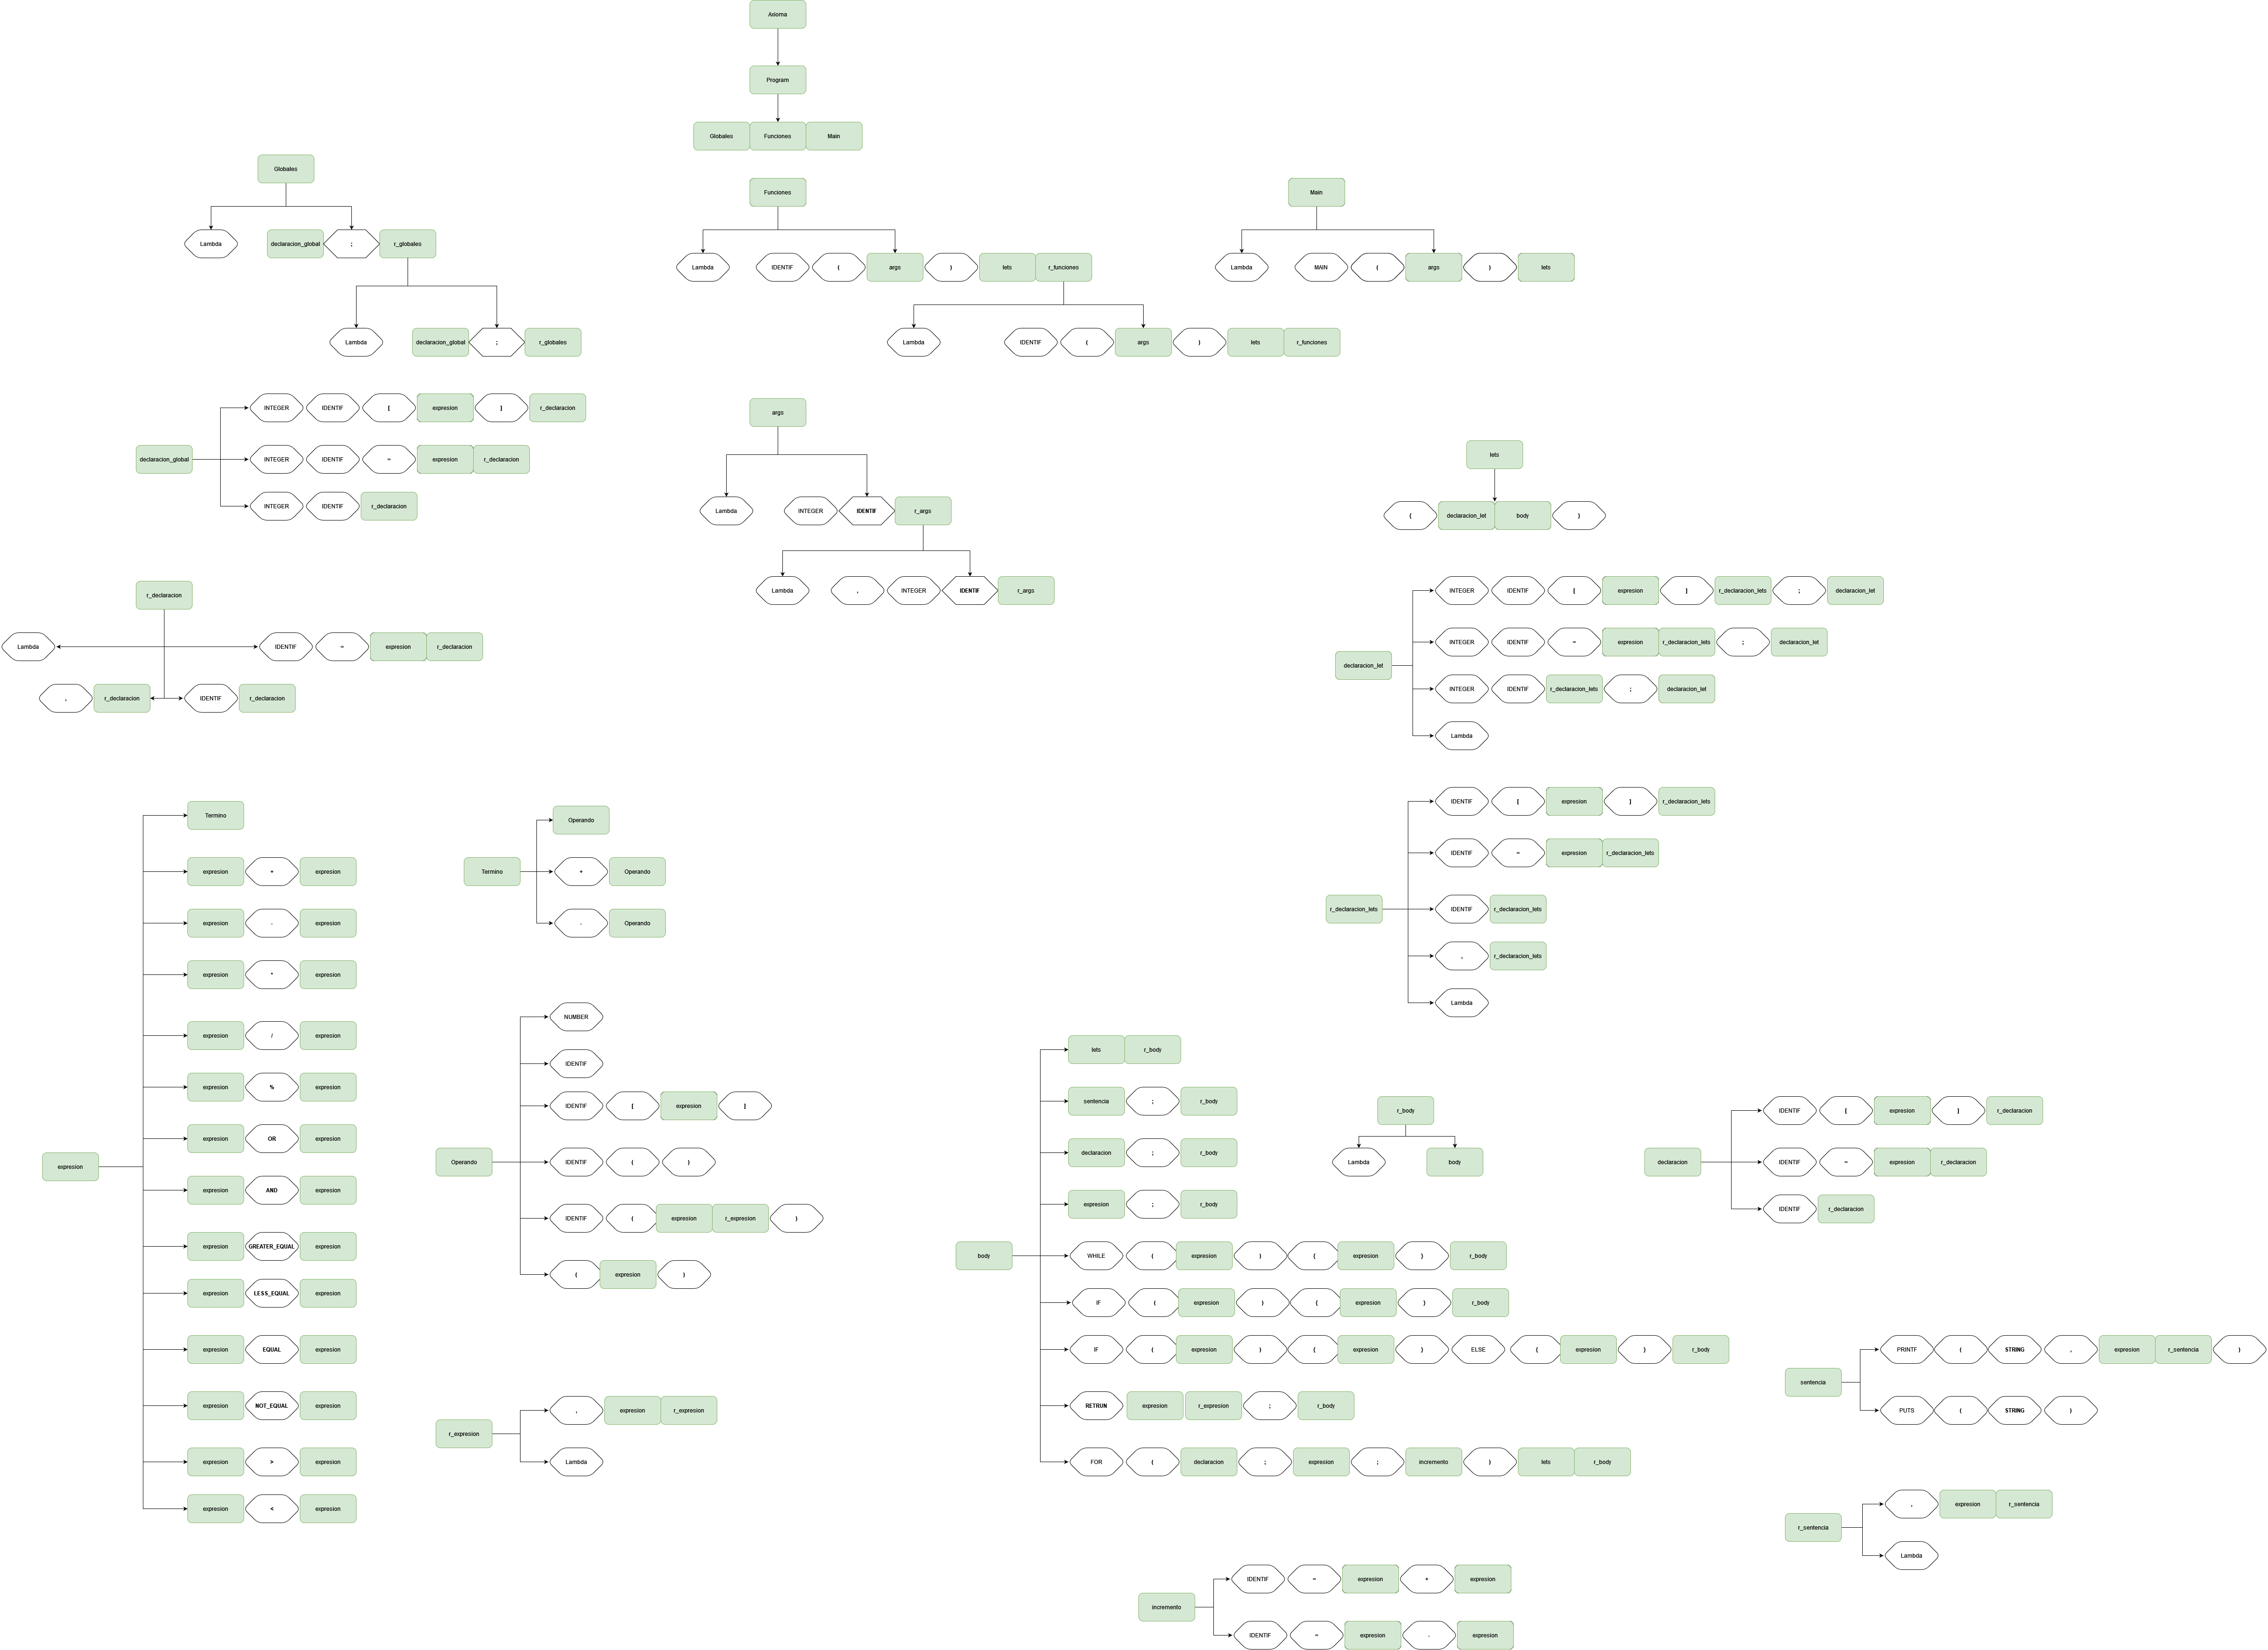 Axioma
Program
Globales Funciones Main
Globales
Lambda declaracion_global ; r_globales
Lambda declaracion_global ; r_globales
Funciones
Lambda IDENTIF ( args ) lets r_funciones
Lambda IDENTIF ( args ) lets r_funciones
Main
Lambda MAIN ( args ) lets
declaracion_global
INTEGER IDENTIF [ expresion ] r_declaracion
INTEGER IDENTIF = expresion r_declaracion
INTEGER IDENTIF r_declaracion
args
Lambda INTEGER IDENTIF r_args
Lambda , INTEGER IDENTIF r_args
lets
{ declaracion_let body }
r_declaracion
Lambda IDENTIF = expresion r_declaracion
, r_declaracion IDENTIF r_declaracion
declaracion_let
INTEGER IDENTIF [ expresion ] r_declaracion_lets ; declaracion_let
INTEGER IDENTIF = expresion r_declaracion_lets ; declaracion_let
INTEGER IDENTIF r_declaracion_lets ; declaracion_let
Lambda
r_declaracion_lets
IDENTIF [ expresion ] r_declaracion_lets
IDENTIF = expresion r_declaracion_lets
IDENTIF r_declaracion_lets
, r_declaracion_lets
Lambda
expresion
Termino
expresion + expresion
expresion - expresion
expresion * expresion
expresion / expresion
expresion % expresion
expresion OR expresion
expresion AND expresion
expresion GREATER_EQUAL expresion
expresion LESS_EQUAL expresion
expresion EQUAL expresion
expresion NOT_EQUAL expresion
expresion > expresion
expresion < expresion
Termino
Operando
+ Operando
- Operando
Operando
NUMBER
IDENTIF
IDENTIF [ expresion ]
IDENTIF ( )
IDENTIF ( expresion r_expresion )
( expresion )
r_expresion
, expresion r_expresion
Lambda
body
lets r_body
sentencia ; r_body
declaracion ; r_body
expresion ; r_body
WHILE ( expresion ) { expresion } r_body
IF ( expresion ) { expresion } r_body
IF ( expresion ) { expresion } ELSE { expresion } r_body
RETRUN expresion r_expresion ; r_body
FOR ( declaracion ; expresion ; incremento ) lets r_body
r_body
Lambda body
declaracion
IDENTIF [ expresion ] r_declaracion
IDENTIF = expresion r_declaracion
IDENTIF r_declaracion
sentencia
PRINTF ( STRING , expresion r_sentencia )
PUTS ( STRING )
r_sentencia
, expresion r_sentencia
Lambda
incremento
IDENTIF = expresion + expresion
IDENTIF = expresion - expresion